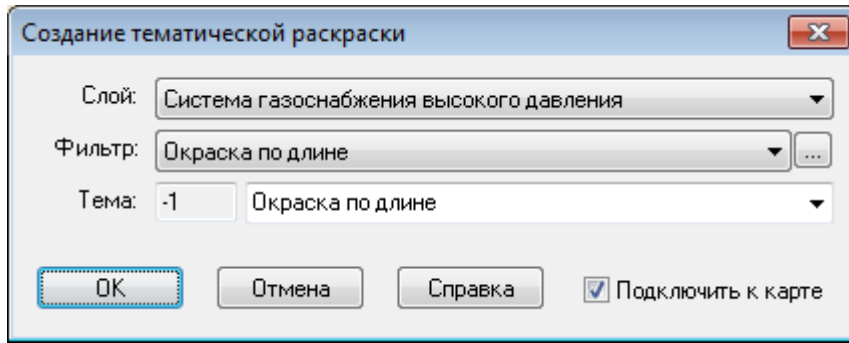 Создание тематической раскраски
Слой: Система газоснабжения высокого давления
Фильтр: Окраска по длине ...
Тема: -1 Окраска по длине
OK Отмена Справка Подключить к карте